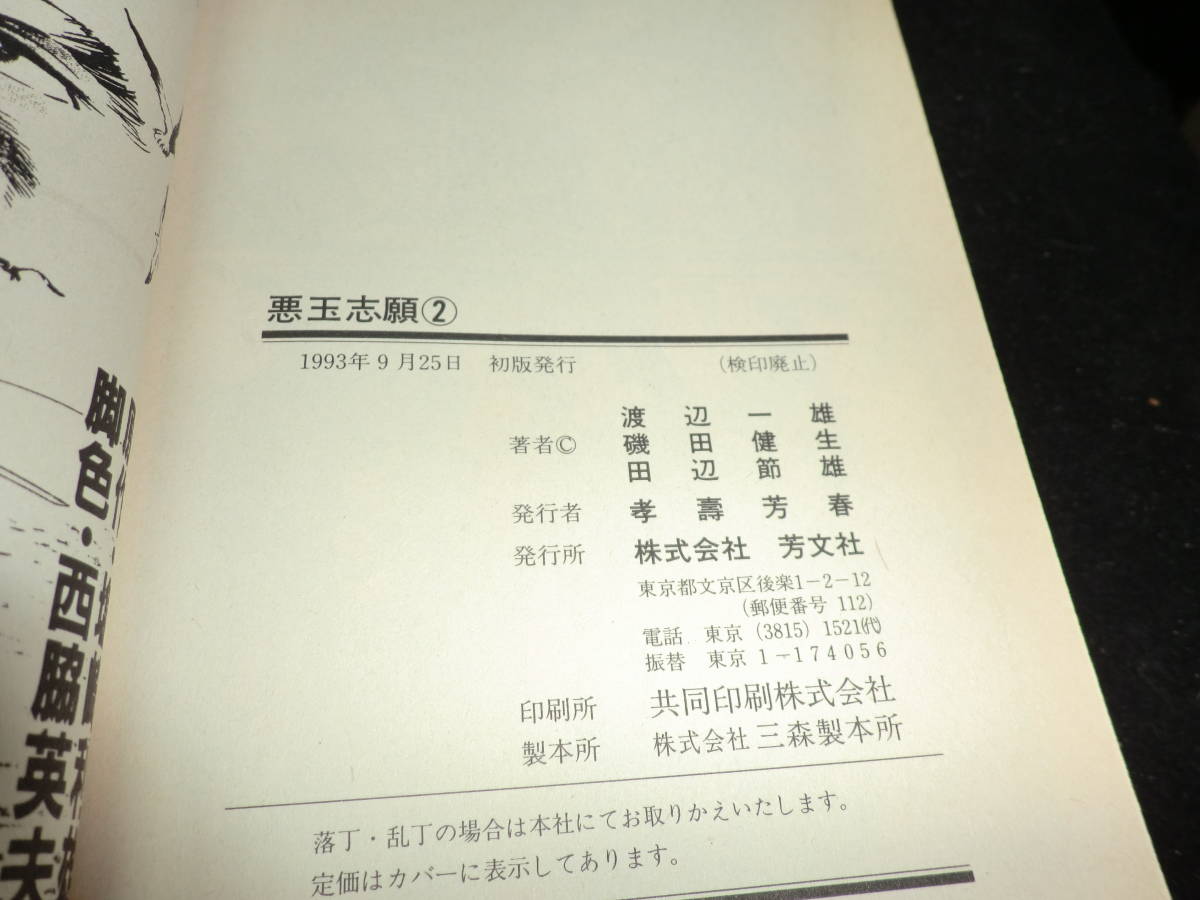 悪玉志願②
1993年9月25日 初版発行 (検印廃止)
渡辺一雄
著者© 磯田健生
田辺節雄
発行者 孝壽芳春
発行所 株式会社 芳文社
東京都文京区後楽1-2-12
(郵便番号 112)
電話 東京 (3815) 1521(代)
振替 東京 1-174056
印刷所 共同印刷株式会社
製本所 株式会社 三森製本所
落丁・乱丁の場合は本社にてお取りかえいたします。
定価はカバーに表示してあります。
脚色・西脇英夫